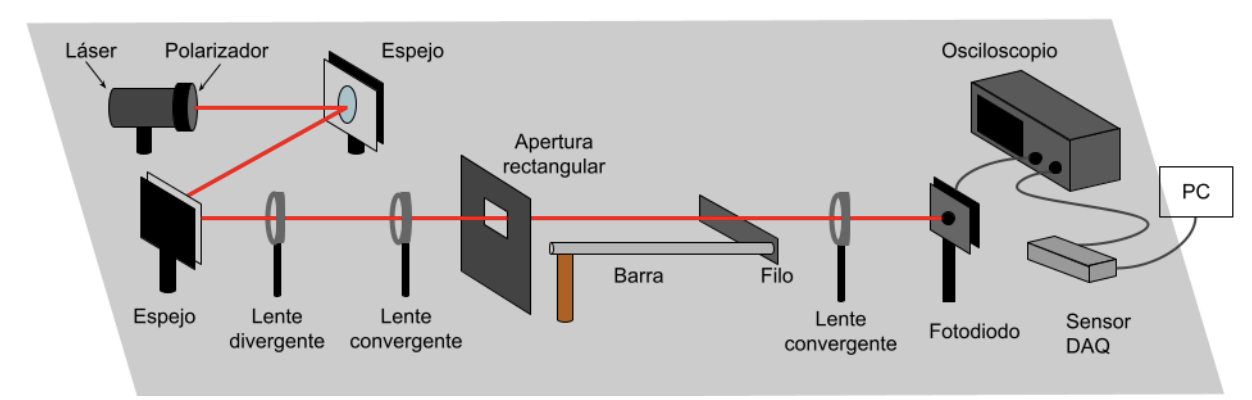 Láser
Polarizador
Espejo
Osciloscopio
Apertura
rectangular
PC
Barra
Filo
Espejo
Lente
divergente
Lente
convergente
Lente
convergente
Fotodiodo
Sensor
DAQ